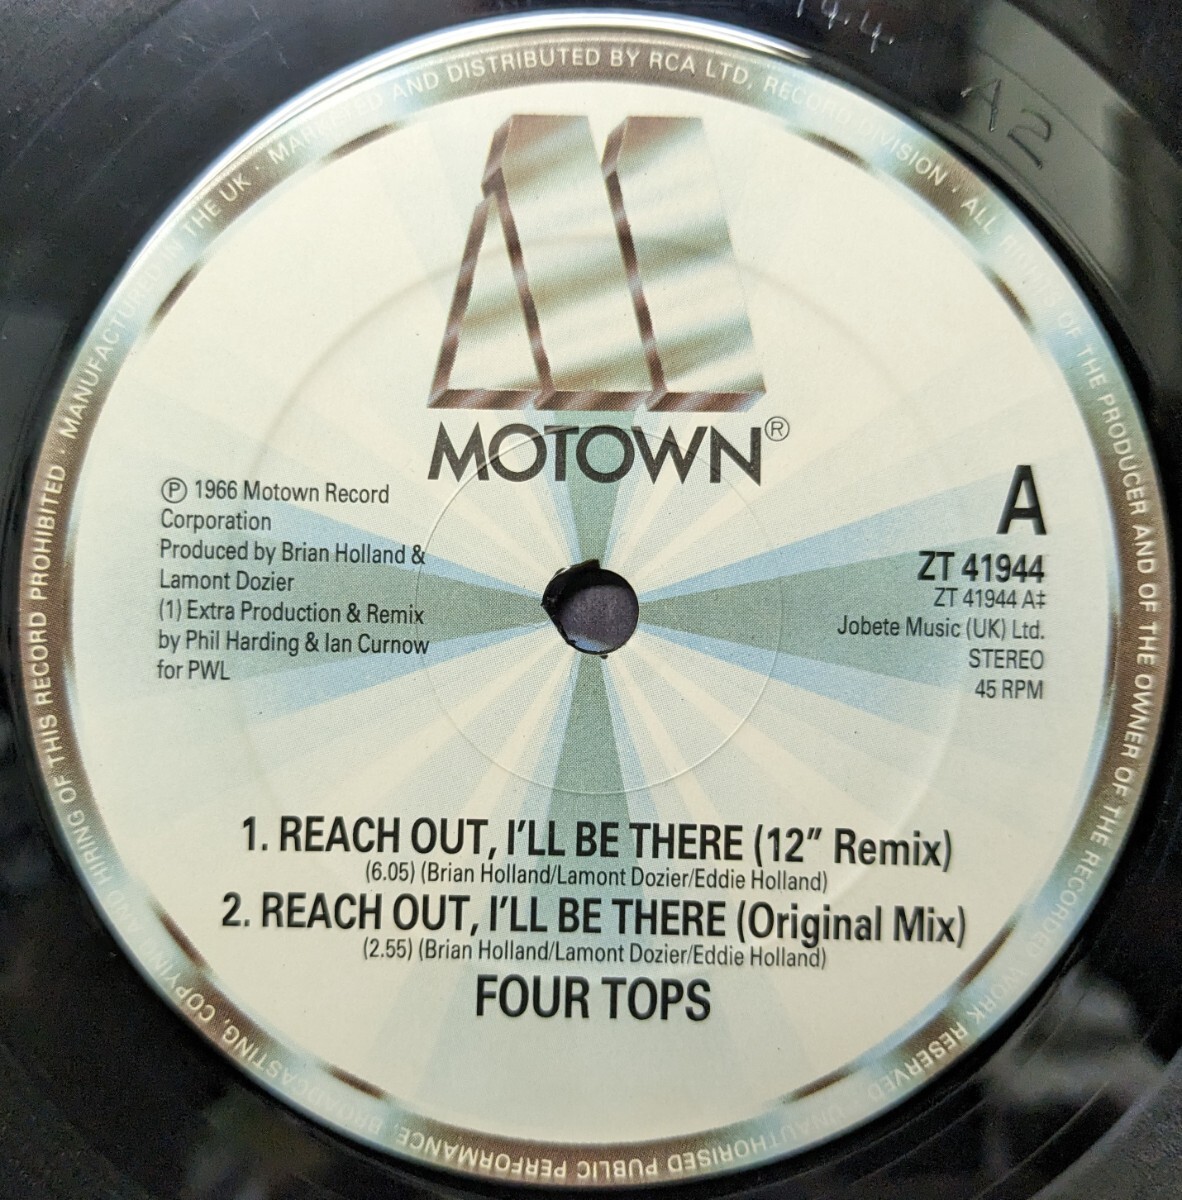 MANUFACTURED IN THE UK · MARKETED AND DISTRIBUTED BY RCA LTD, RECORD DIVISION · ALL RIGHTS OF THE PRODUCER AND OF THE OWNER OF THE RECORDED WORK RESERVED. UNAUTHORISED PUBLIC PERFORMANCE, BROADCASTING, COPYING AND HIRING OF THIS RECORD PROHIBITED ·
A2
MOTOWN®
℗ 1966 Motown Record
Corporation
Produced by Brian Holland &
Lamont Dozier
(1) Extra Production & Remix
by Phil Harding & Ian Curnow
for PWL
A
ZT 41944
ZT 41944 A‡
Jobete Music (UK) Ltd.
STEREO
45 RPM
1. REACH OUT, I'LL BE THERE (12″ Remix)
(6.05) (Brian Holland/Lamont Dozier/Eddie Holland)
2. REACH OUT, I'LL BE THERE (Original Mix)
(2.55) (Brian Holland/Lamont Dozier/Eddie Holland)
FOUR TOPS